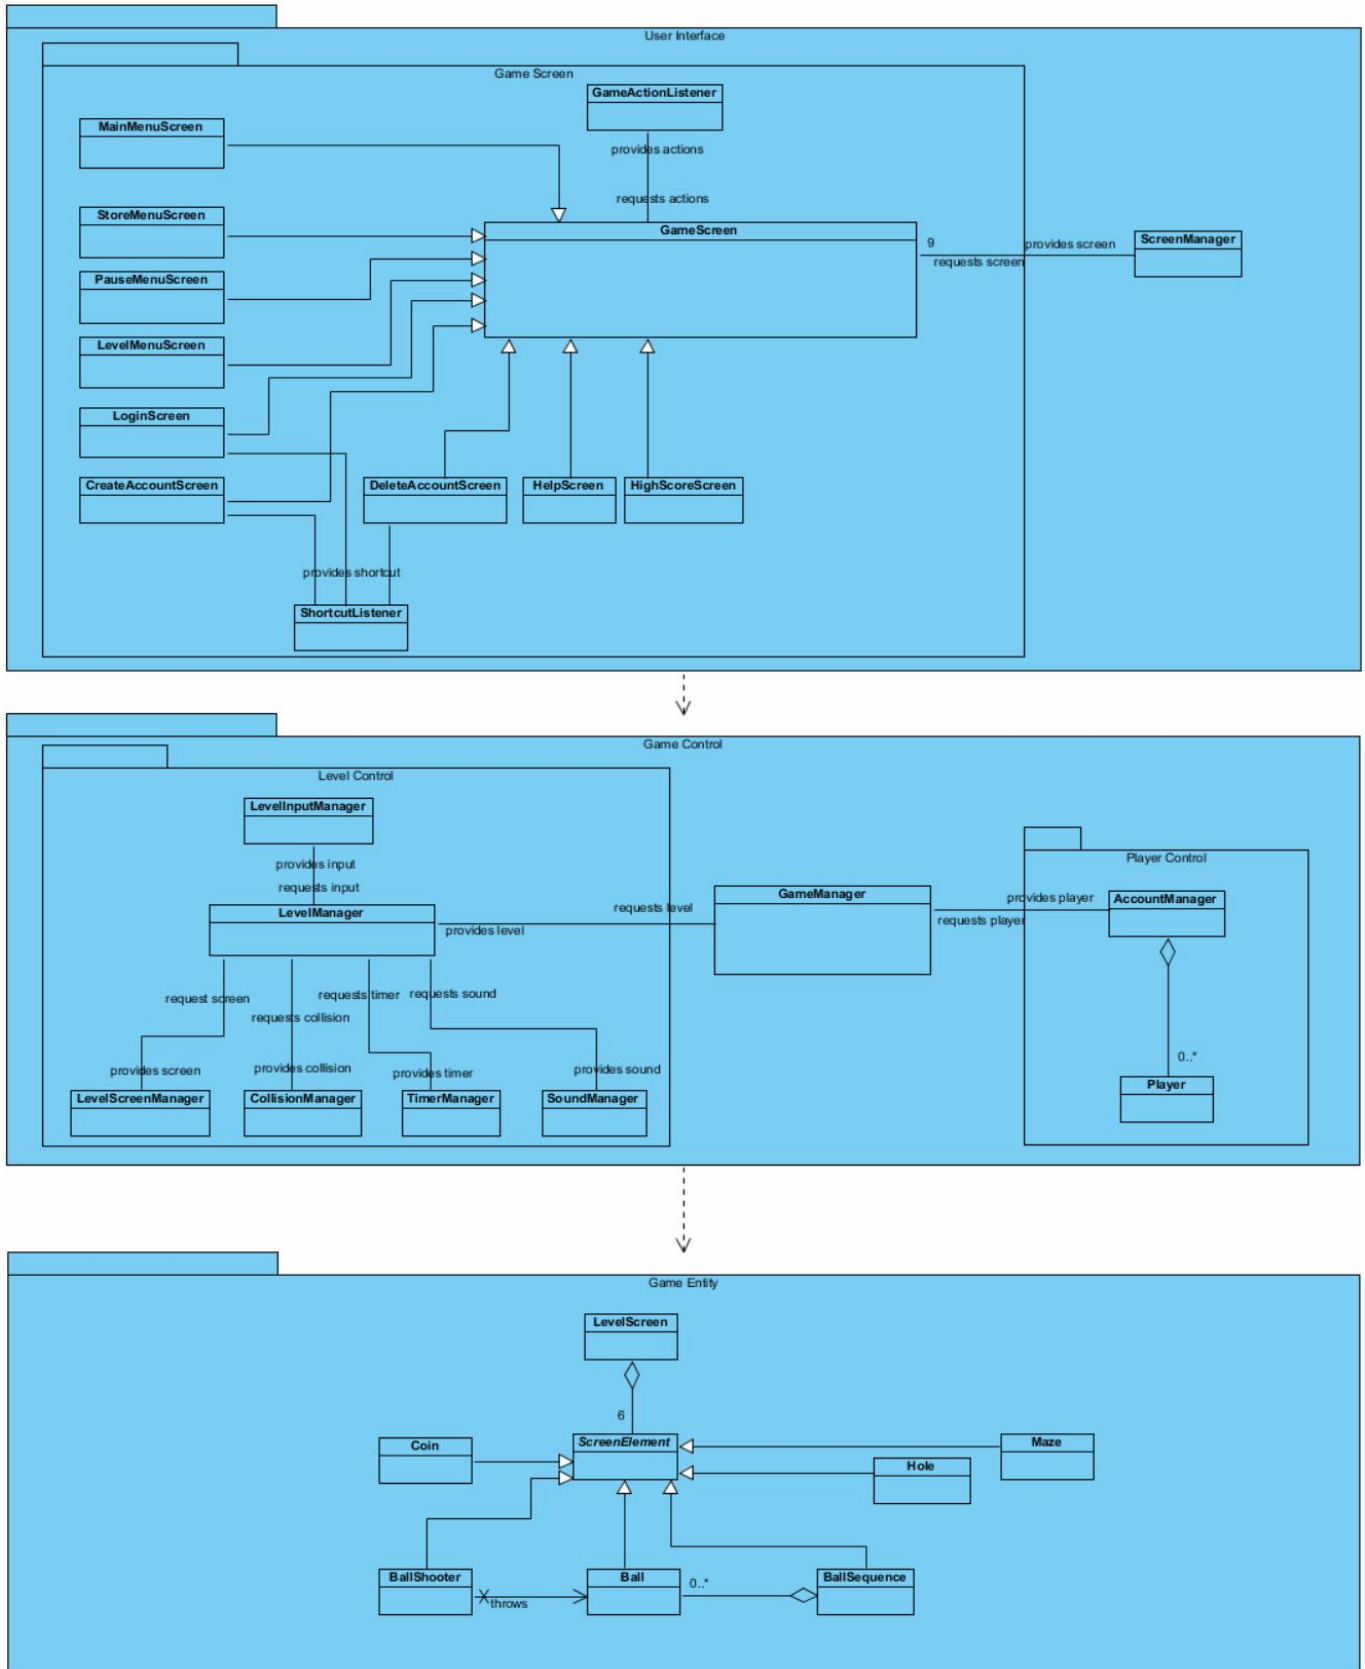 User Interface
Game Screen
GameActionListener
MainMenuScreen
provides actions
requests actions
StoreMenuScreen
GameScreen
9
provides screen
ScreenManager
requests screen
PauseMenuScreen
LevelMenuScreen
LoginScreen
CreateAccountScreen
DeleteAccountScreen
HelpScreen
HighScoreScreen
provides shortcut
ShortcutListener
Game Control
Level Control
LevelInputManager
Player Control
provides input
requests input
GameManager
AccountManager
LevelManager
requests level
provides level
provides player
requests player
request screen
requests timer
requests sound
requests collision
0..*
provides screen
provides collision
provides timer
provides sound
Player
LevelScreenManager
CollisionManager
TimerManager
SoundManager
Game Entity
LevelScreen
6
Coin
ScreenElement
Maze
Hole
BallShooter
Ball
0..*
BallSequence
throws